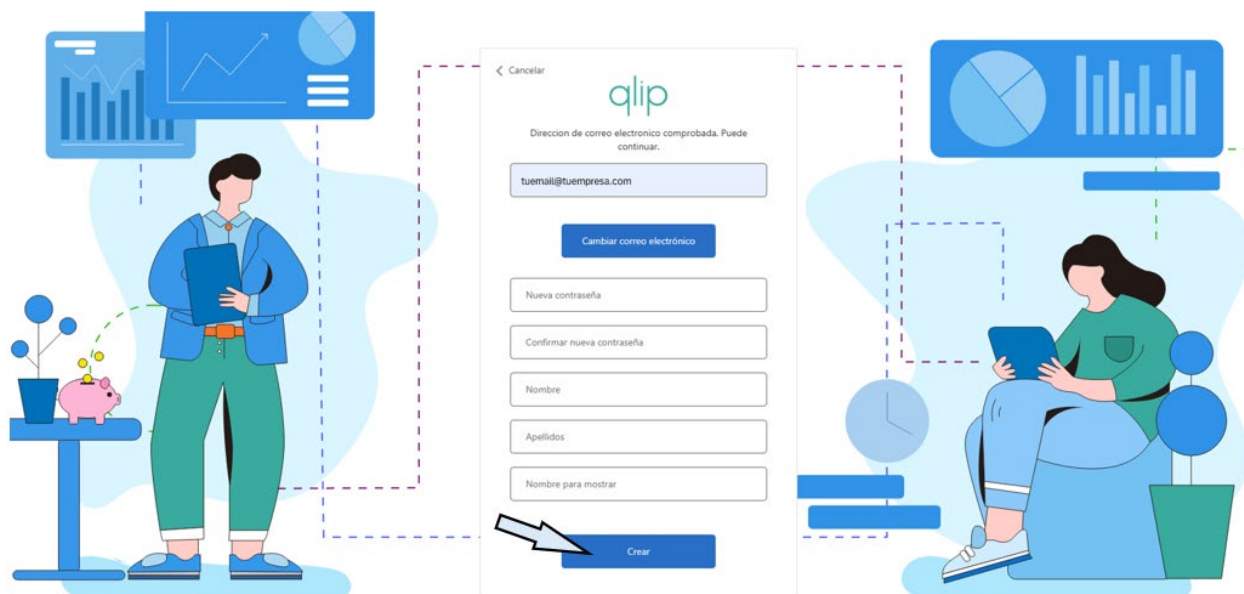 Cancelar
qlip
Direccion de correo electronico comprobada. Puede
continuar.
tuemail@tuempresa.com
Cambiar correo electrónico
Nueva contraseña
Confirmar nueva contraseña
Nombre
Apellidos
Nombre para mostrar
Crear